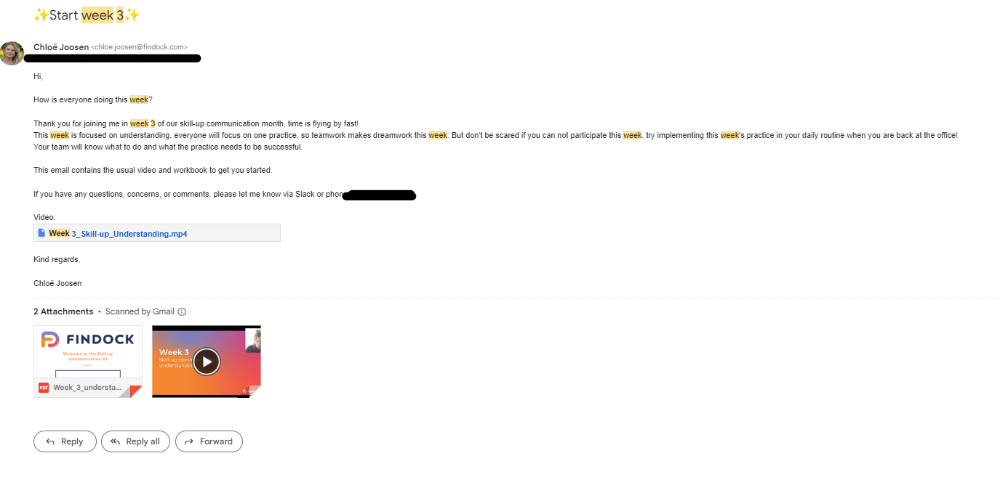 ✨Start week 3✨
Chloë Joosen <chloe.joosen@findock.com>
Hi,
How is everyone doing this week?
Thank you for joining me in week 3 of our skill-up communication month, time is flying by fast!
This week is focused on understanding, everyone will focus on one practice, so teamwork makes dreamwork this week. But don't be scared if you can not participate this week, try implementing this week's practice in your daily routine when you are back at the office!
Your team will know what to do and what the practice needs to be successful.
This email contains the usual video and workbook to get you started.
If you have any questions, concerns, or comments, please let me know via Slack or phon
Video:
Week 3_Skill-up_Understanding.mp4
Kind regards,
Chloë Joosen
2 Attachments • Scanned by Gmail
FINDOCK
Welcome to the Skill-up
communication #3
PDF Week_3_understa...
Week 3
Skill-up com
Understandin
Reply
Reply all
Forward